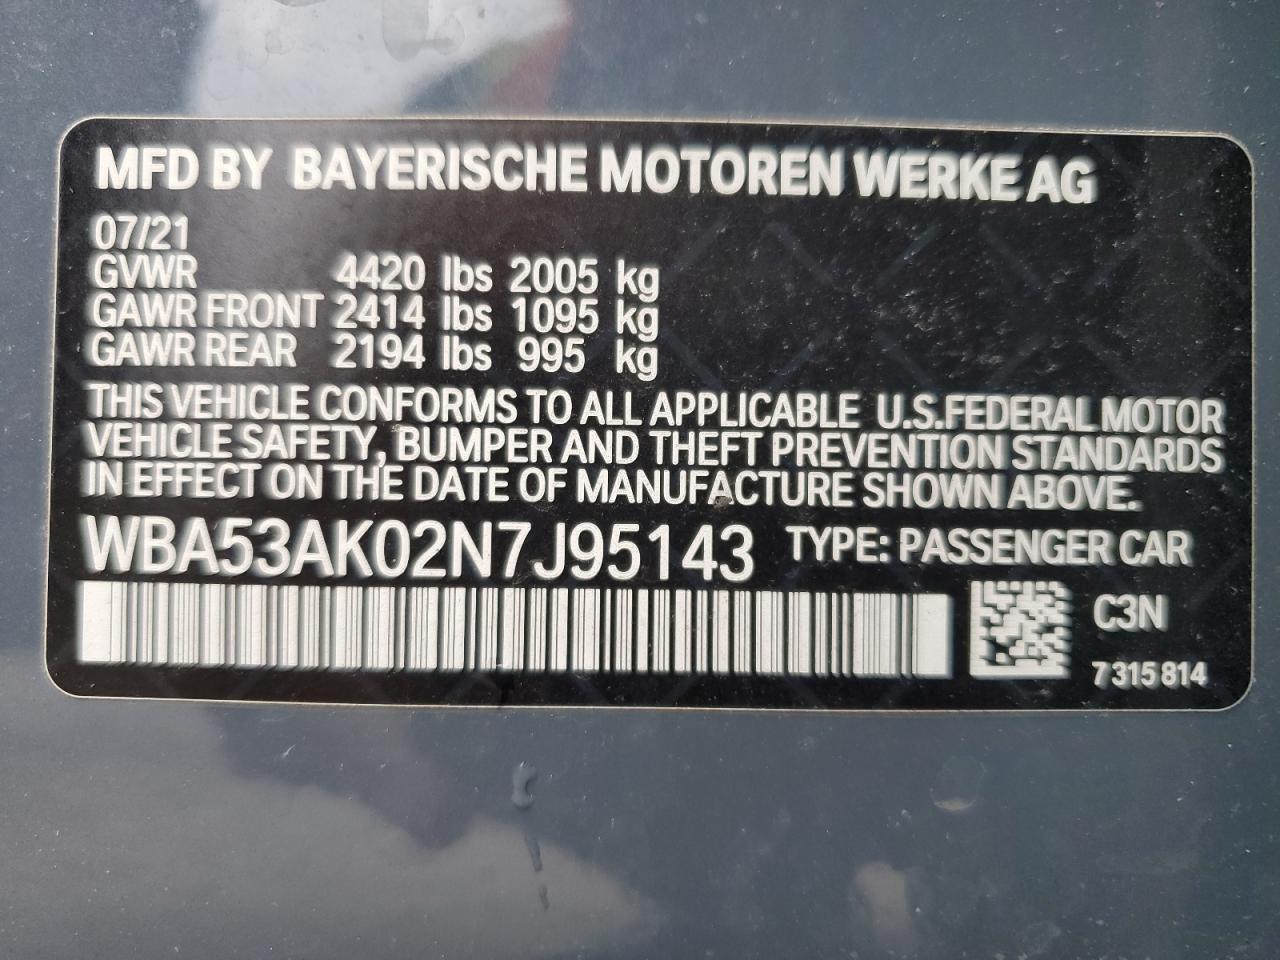 MFD BY BAYERISCHE MOTOREN WERKE AG
07/21
GVWR 4420 lbs 2005 kg
GAWR FRONT 2414 lbs 1095 kg
GAWR REAR 2194 lbs 995 kg
THIS VEHICLE CONFORMS TO ALL APPLICABLE U.S.FEDERAL MOTOR
VEHICLE SAFETY, BUMPER AND THEFT PREVENTION STANDARDS
IN EFFECT ON THE DATE OF MANUFACTURE SHOWN ABOVE.
WBA53AK02N7J95143 TYPE: PASSENGER CAR
C3N
7 315 814